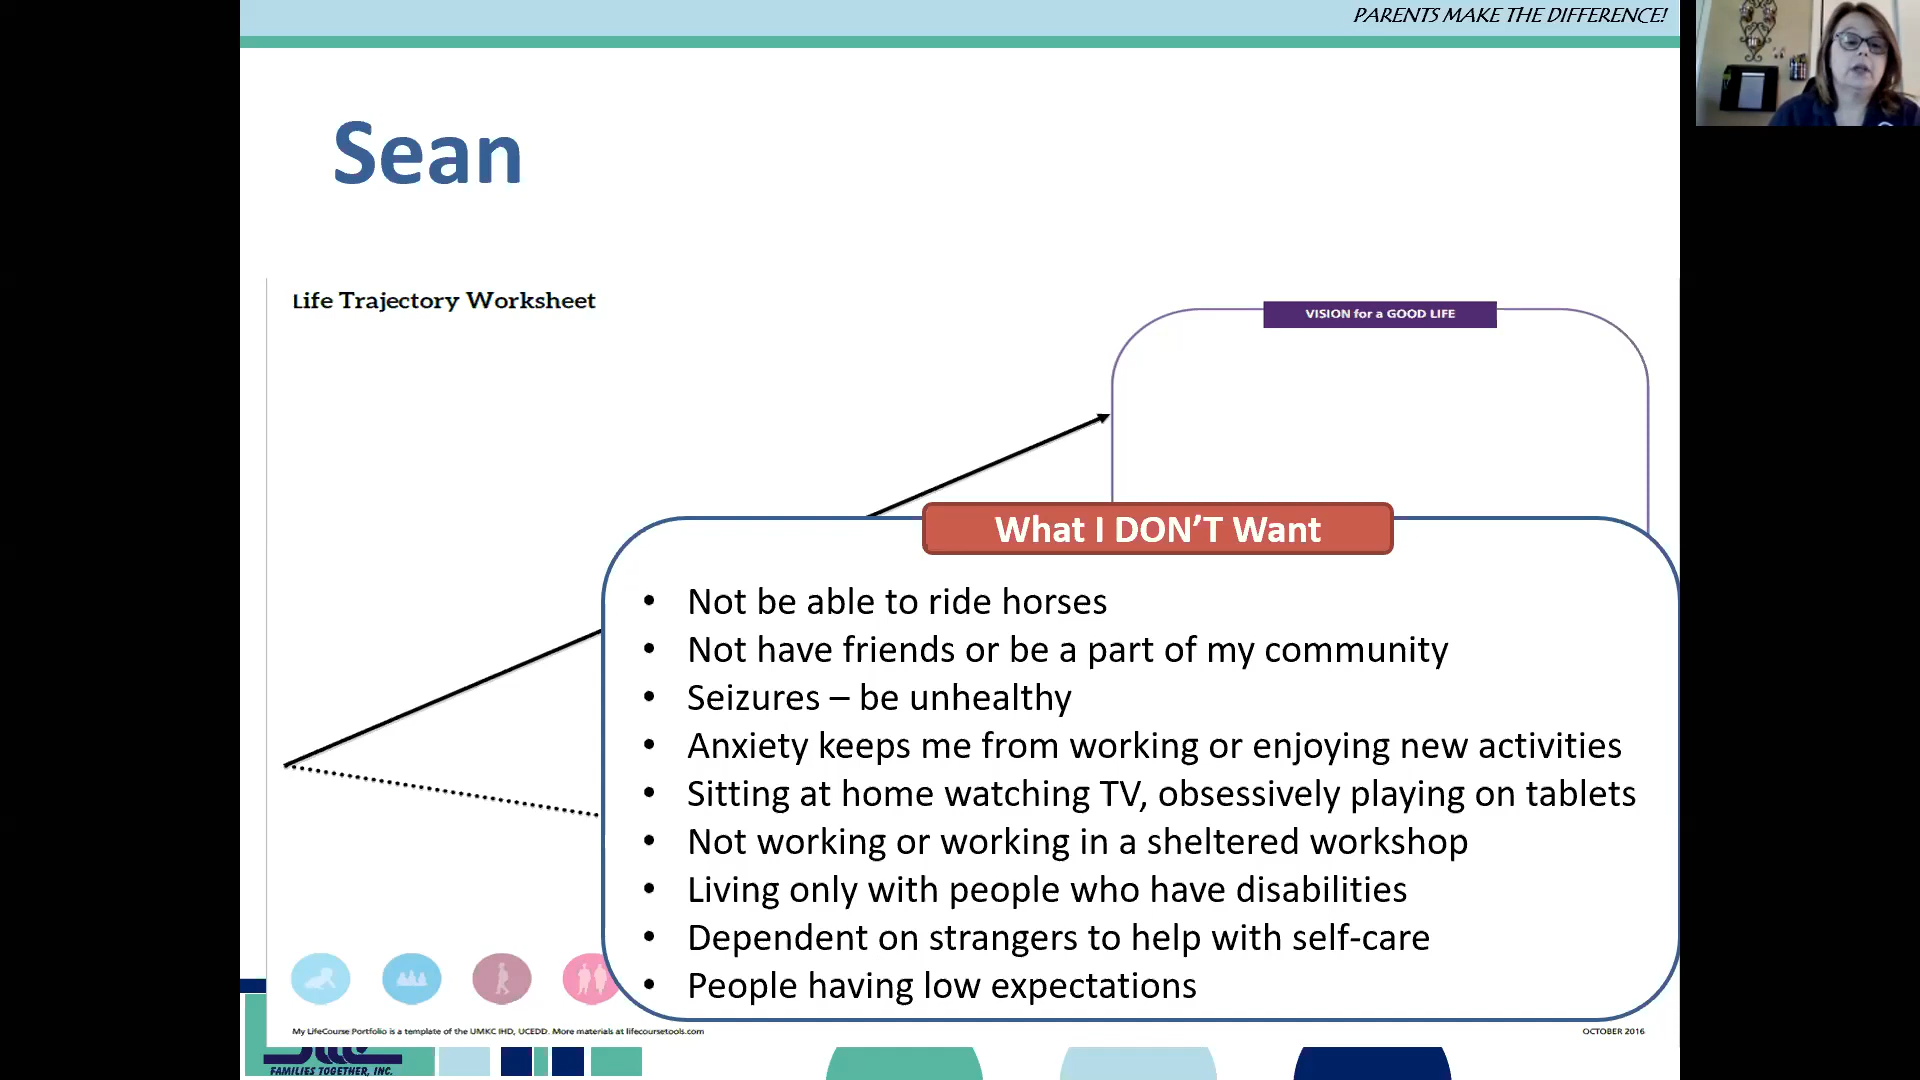 PARENTS MAKE THE DIFFERENCE!
Sean
Life Trajectory Worksheet
VISION for a GOOD LIFE
What I DON’T Want
• Not be able to ride horses
• Not have friends or be a part of my community
• Seizures – be unhealthy
• Anxiety keeps me from working or enjoying new activities
• Sitting at home watching TV, obsessively playing on tablets
• Not working or working in a sheltered workshop
• Living only with people who have disabilities
• Dependent on strangers to help with self-care
• People having low expectations
My LifeCourse Portfolio is a template of the UMKC IHD, UCEDD. More materials at lifecoursetools.com
OCTOBER 2016
FAMILIES TOGETHER, INC.